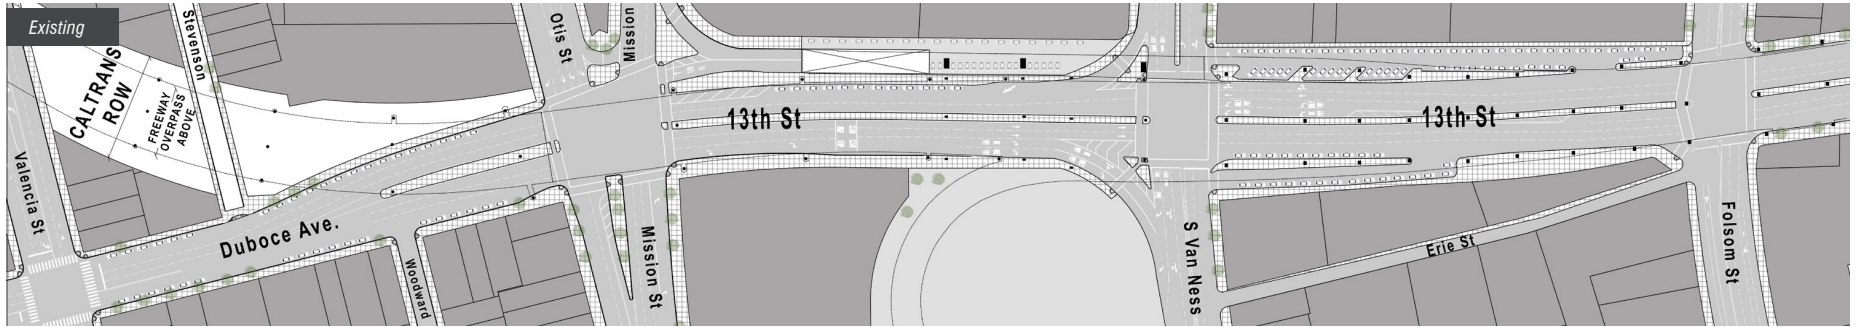 Existing
Stevenson
Otis St
Mission
CALTRANS
ROW
FREEWAY
OVERPASS
ABOVE
13th St
13th St
Valencia St
Duboce Ave.
Woodward
Mission St
S Van Ness
Erie St
Folsom St